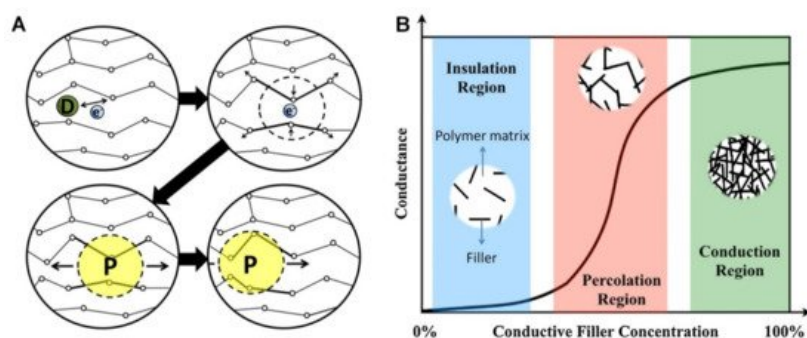 A
D
e
e
P
P
B
Insulation
Region
Polymer matrix
Filler
Percolation
Region
Conduction
Region
Conductance
0%
Conductive Filler Concentration
100%